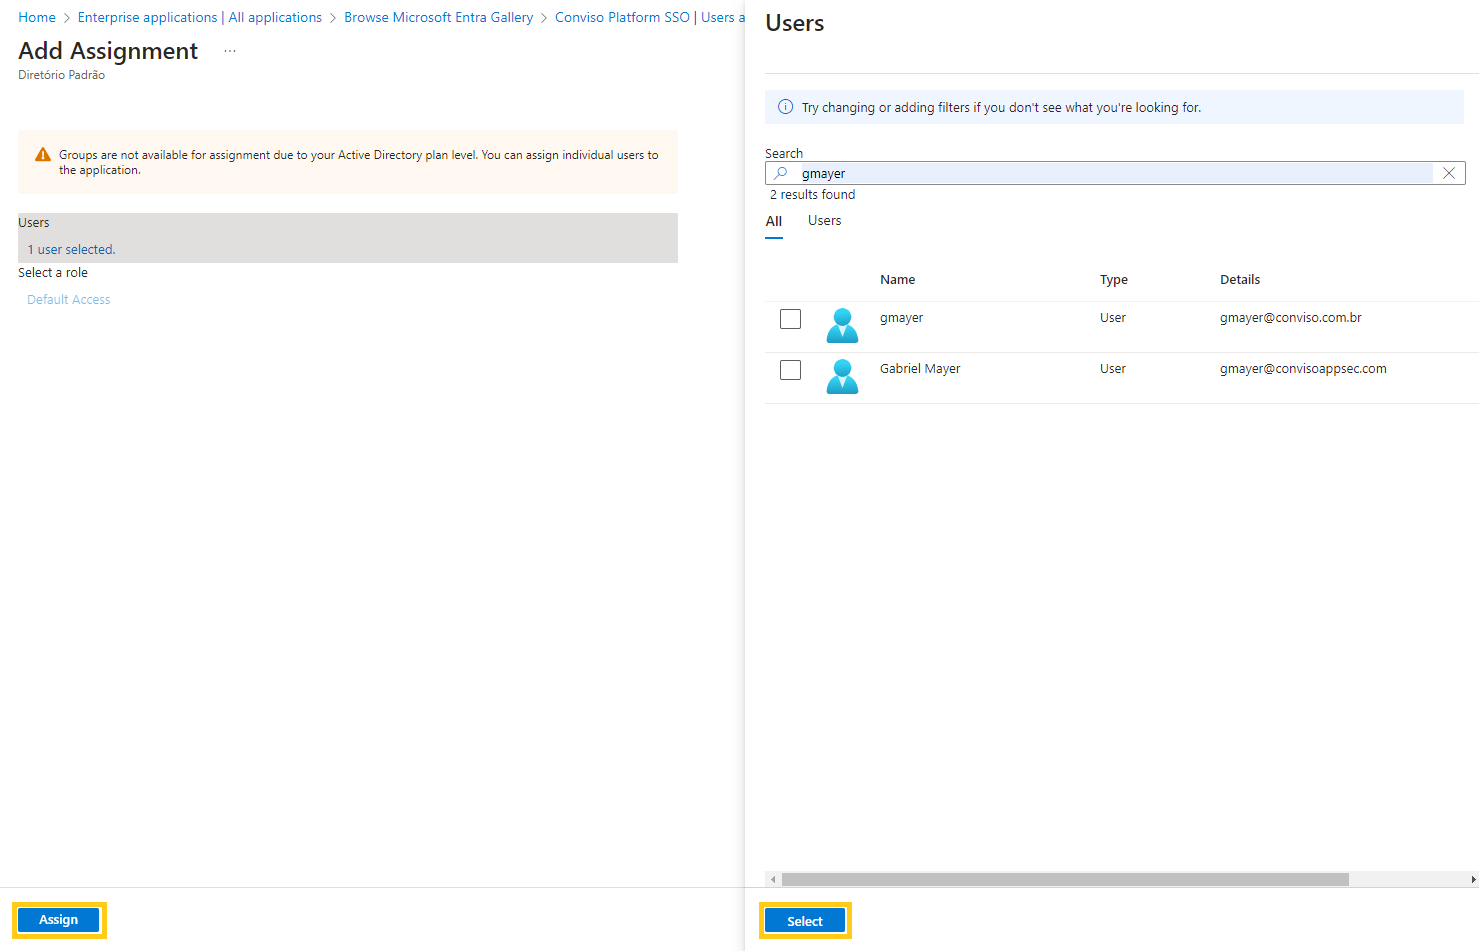 Home > Enterprise applications | All applications > Browse Microsoft Entra Gallery > Conviso Platform SSO | Users a
Add Assignment ...
Diretório Padrão
Groups are not available for assignment due to your Active Directory plan level. You can assign individual users to
the application.
Users
1 user selected.
Select a role
Default Access
Assign
Users
Try changing or adding filters if you don't see what you're looking for.
Search
gmayer
2 results found
All Users
Name Type Details
gmayer User gmayer@conviso.com.br
Gabriel Mayer User gmayer@convisoappsec.com
Select